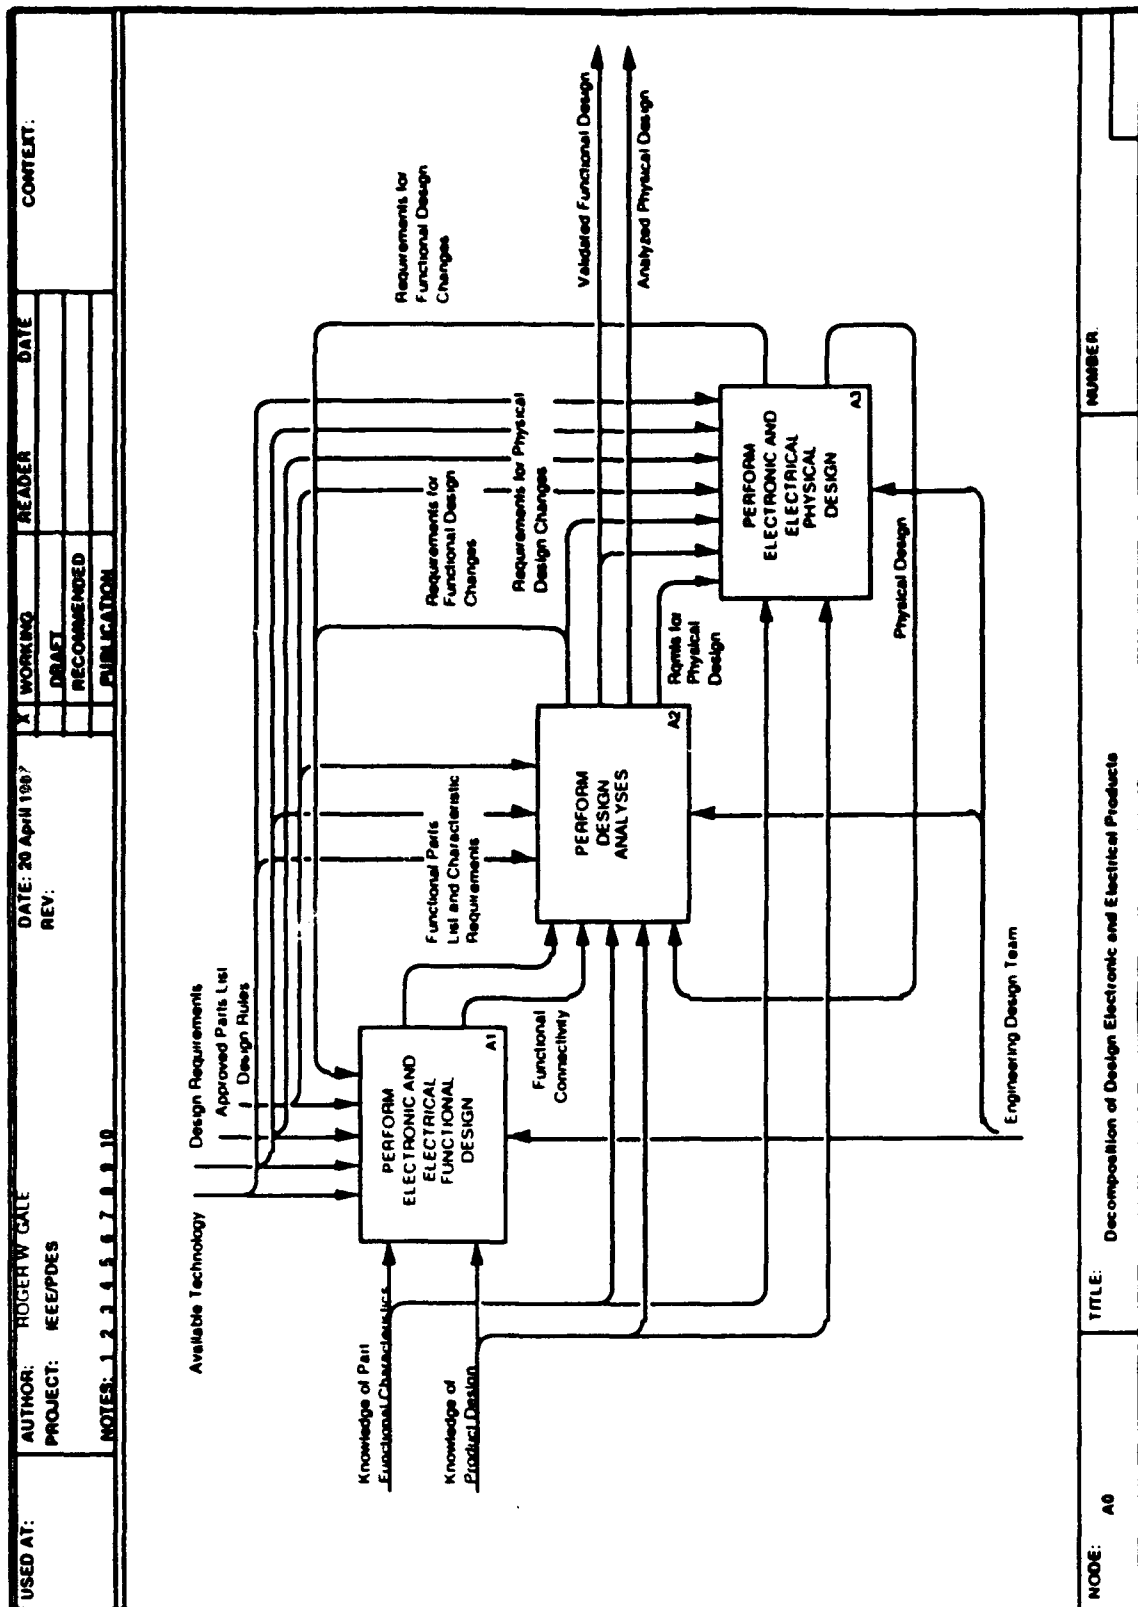 USED AT:
AUTHOR: ROGER W GALE
PROJECT: IEEE/PDES
NOTES: 1 2 3 4 5 6 7 8 9 10
DATE: 20 April 198?
REV:
X WORKING
DRAFT
RECOMMENDED
PUBLICATION
READER DATE
CONTEXT:
Available Technology
Design Requirements
Approved Parts List
Design Rules
Requirements for
Functional Design
Changes
Requirements for
Functional Design
Changes
Requirements for Physical
Design Changes
Knowledge of Part
Functional Characteristics
Knowledge of
Product Design
PERFORM
ELECTRONIC AND
ELECTRICAL
FUNCTIONAL
DESIGN
A1
Functional Parts
List and Characteristic
Requirements
Functional
Connectivity
PERFORM
DESIGN
ANALYSES
A2
Validated Functional Design
Analyzed Physical Design
Rqmts for
Physical
Design
PERFORM
ELECTRONIC AND
ELECTRICAL
PHYSICAL
DESIGN
A3
Physical Design
Engineering Design Team
NODE: A0
TITLE: Decomposition of Design Electronic and Electrical Products
NUMBER: